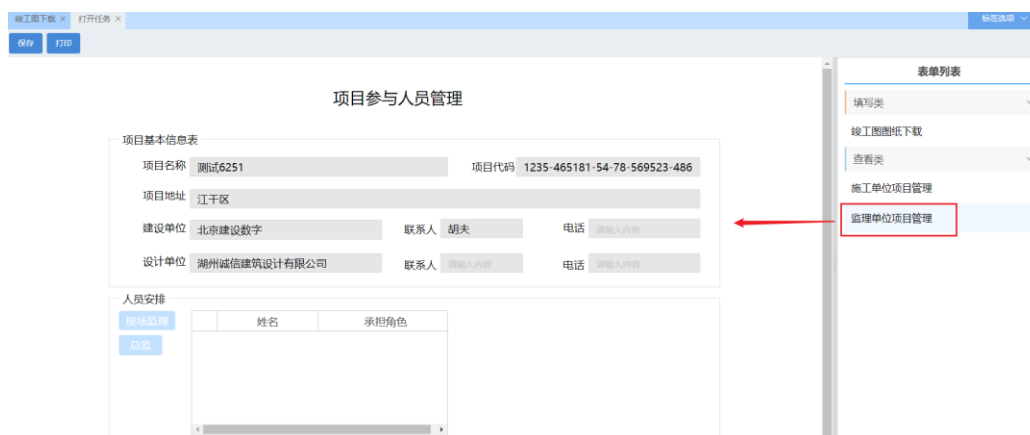 竣工图下载 × 打开任务 × 标签选项
保存 打印
表单列表
项目参与人员管理
填写类
竣工图图纸下载
项目基本信息表
查看类
项目名称 测试6251 项目代码 1235-465181-54-78-569523-486
施工单位项目管理
项目地址 江干区
监理单位项目管理
建设单位 北京建设数字 联系人 胡夫 电话 请输入内容
设计单位 湖州诚信建筑设计有限公司 联系人 请输入内容 电话 请输入内容
人员安排
现场监理 姓名 承担角色
总监